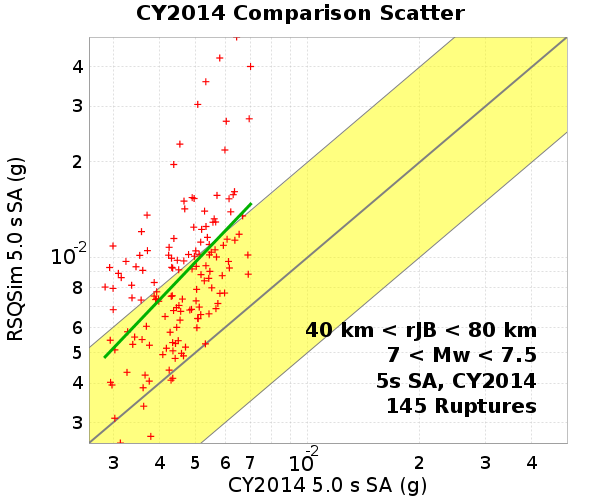 CY2014 Comparison Scatter
RSQSim 5.0 s SA (g)
4
3
2
10-2
8
6
5
4
3
40 km < rJB < 80 km
7 < Mw < 7.5
5s SA, CY2014
145 Ruptures
3 4 5 6 7 10-2 2 3 4
CY2014 5.0 s SA (g)